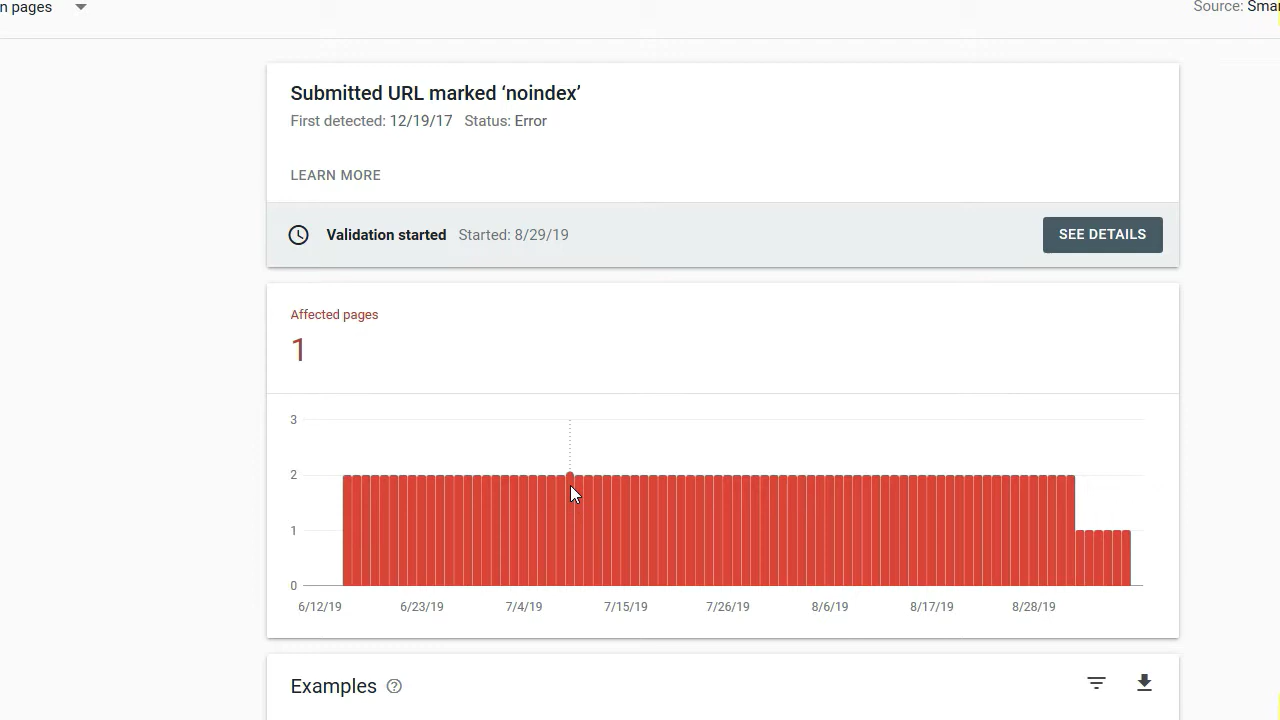 n pages
Source: Smar
Submitted URL marked ‘noindex’
First detected: 12/19/17 Status: Error
LEARN MORE
Validation started Started: 8/29/19
SEE DETAILS
Affected pages
1
3
2
1
0
6/12/19 6/23/19 7/4/19 7/15/19 7/26/19 8/6/19 8/17/19 8/28/19
Examples